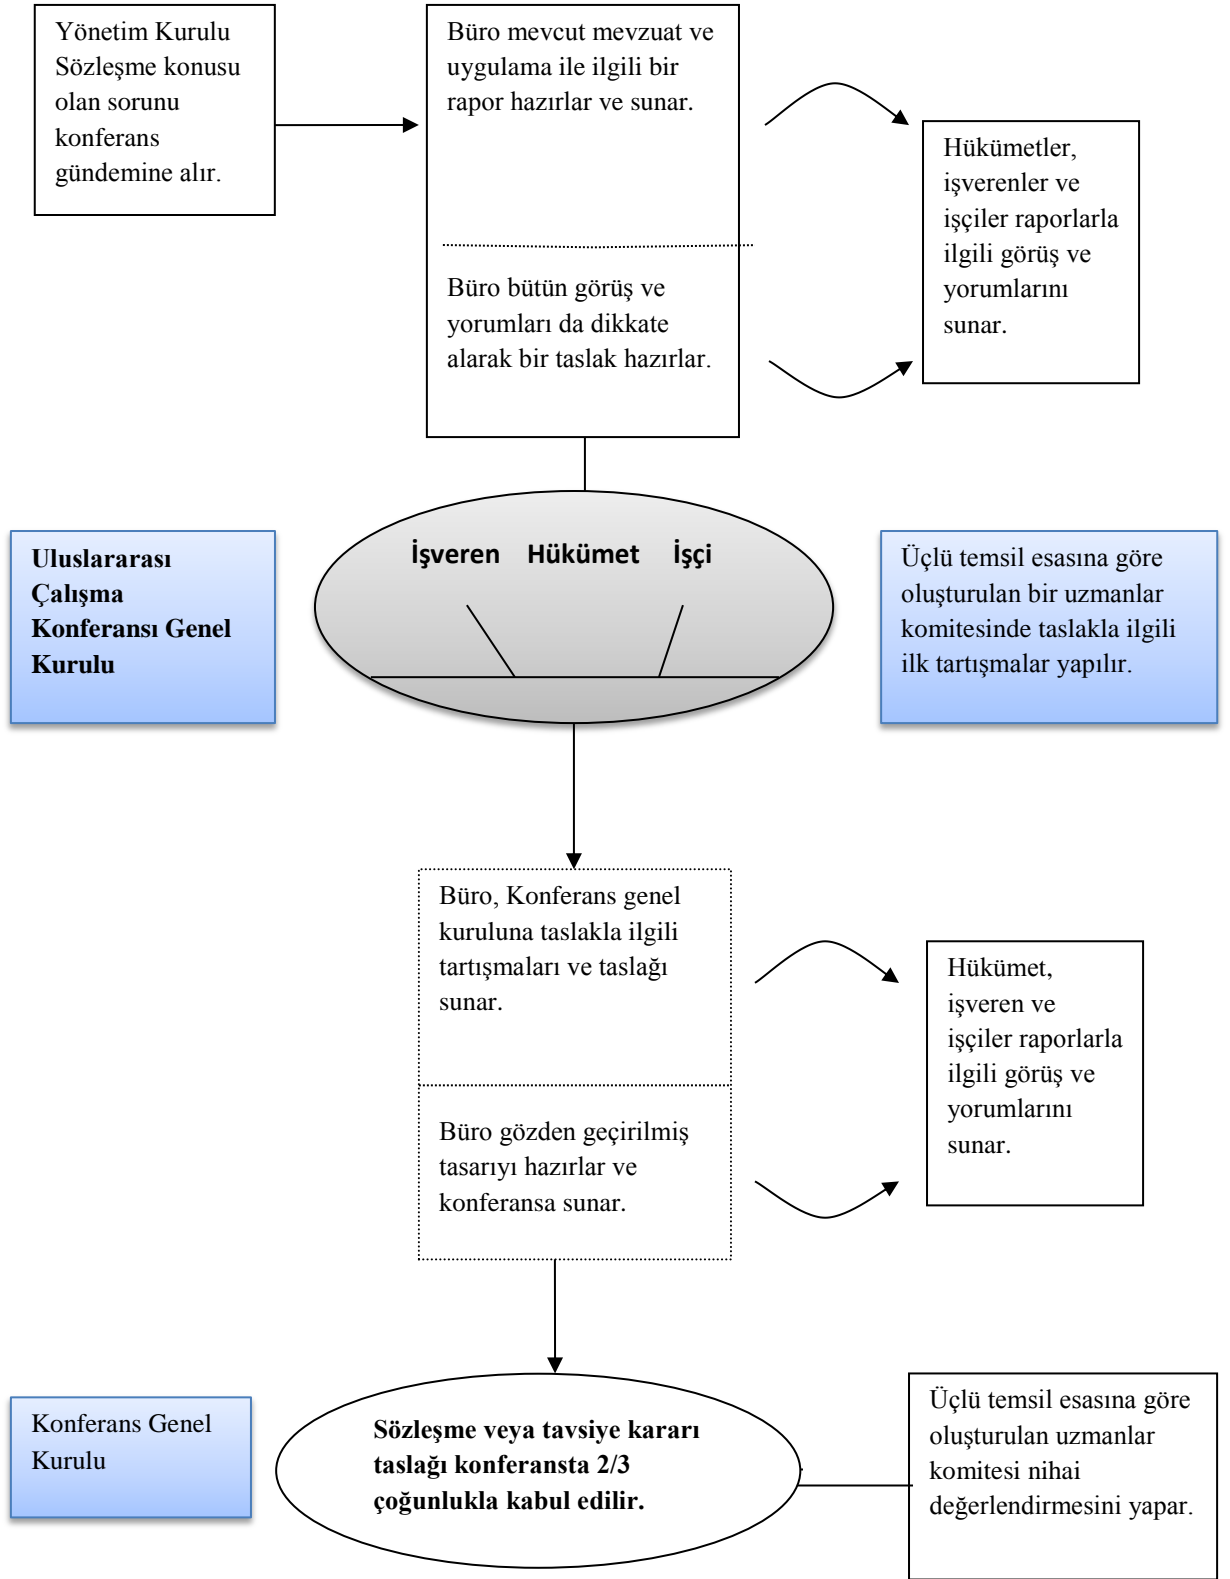 Yönetim Kurulu
Sözleşme konusu
olan sorunu
konferans
gündemine alır.
Büro mevcut mevzuat ve
uygulama ile ilgili bir
rapor hazırlar ve sunar.
Büro bütün görüş ve
yorumları da dikkate
alarak bir taslak hazırlar.
Hükümetler,
işverenler ve
işçiler raporlarla
ilgili görüş ve
yorumlarını
sunar.
Uluslararası
Çalışma
Konferansı Genel
Kurulu
İşveren Hükümet İşçi
Üçlü temsil esasına göre
oluşturulan bir uzmanlar
komitesinde taslakla ilgili
ilk tartışmalar yapılır.
Büro, Konferans genel
kuruluna taslakla ilgili
tartışmaları ve taslağı
sunar.
Büro gözden geçirilmiş
tasarıyı hazırlar ve
konferansa sunar.
Hükümet,
işveren ve
işçiler raporlarla
ilgili görüş ve
yorumlarını
sunar.
Konferans Genel
Kurulu
Sözleşme veya tavsiye kararı
taslağı konferansta 2/3
çoğunlukla kabul edilir.
Üçlü temsil esasına göre
oluşturulan uzmanlar
komitesi nihai
değerlendirmesini yapar.